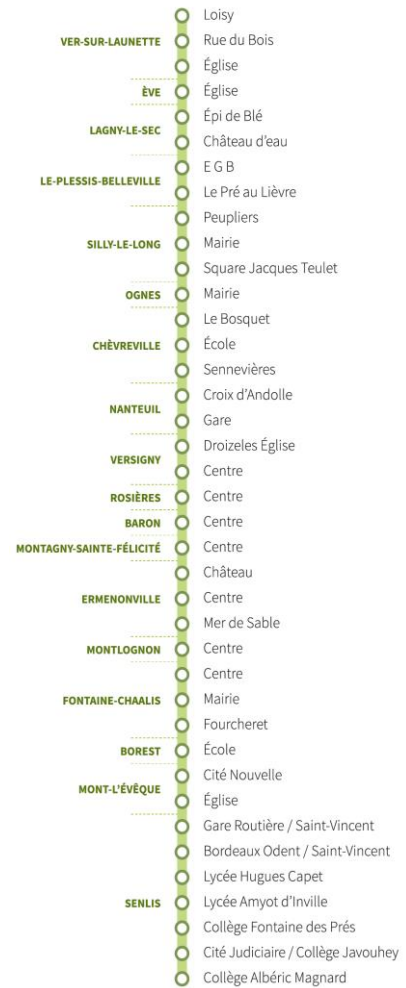 Loisy
VER-SUR-LAUNETTE Rue du Bois
Église
ÈVE Église
Épi de Blé
LAGNY-LE-SEC
Château d'eau
E G B
LE-PLESSIS-BELLEVILLE
Le Pré au Lièvre
Peupliers
SILLY-LE-LONG Mairie
Square Jacques Teulet
OGNES Mairie
Le Bosquet
CHÈVREVILLE École
Sennevières
Croix d'Andolle
NANTEUIL
Gare
Droizeles Église
VERSIGNY
Centre
ROSIÈRES Centre
BARON Centre
MONTAGNY-SAINTE-FÉLICITÉ Centre
Château
ERMENONVILLE Centre
Mer de Sable
MONTLOGNON Centre
Centre
FONTAINE-CHAALIS Mairie
Fourcheret
BOREST École
Cité Nouvelle
MONT-L'ÉVÊQUE
Église
Gare Routière / Saint-Vincent
Bordeaux Odent / Saint-Vincent
Lycée Hugues Capet
SENLIS Lycée Amyot d'Inville
Collège Fontaine des Prés
Cité Judiciaire / Collège Javouhey
Collège Albéric Magnard